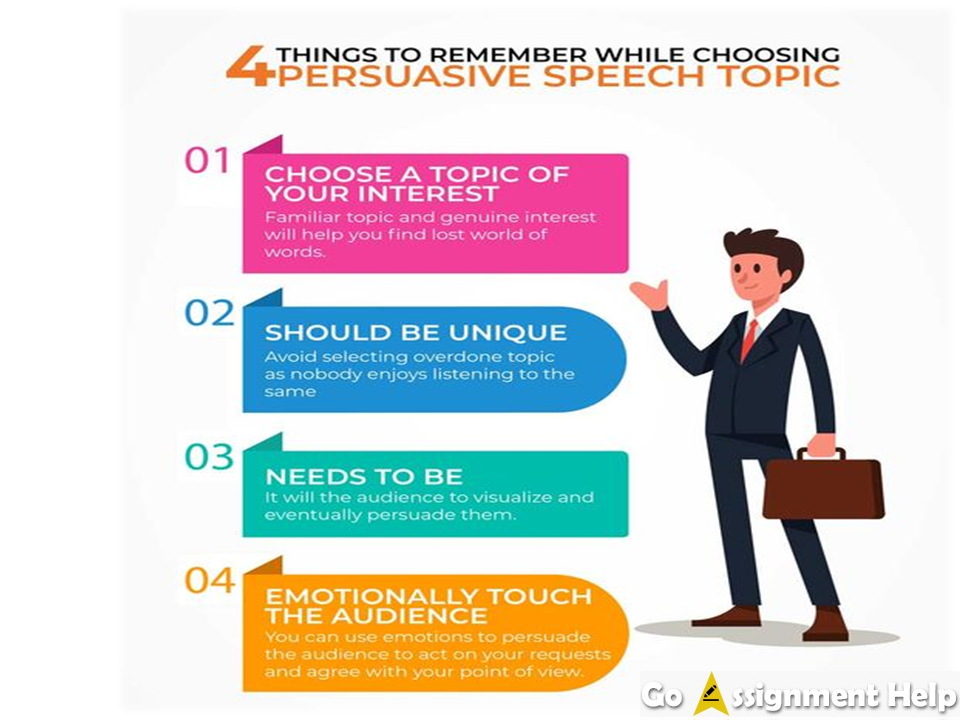 4 THINGS TO REMEMBER WHILE CHOOSING
PERSUASIVE SPEECH TOPIC
01
CHOOSE A TOPIC OF
YOUR INTEREST
Familiar topic and genuine interest
will help you find lost world of
words.
02
SHOULD BE UNIQUE
Avoid selecting overdone topic
as nobody enjoys listening to the
same
03
NEEDS TO BE
It will the audience to visualize and
eventually persuade them.
04
EMOTIONALLY TOUCH
THE AUDIENCE
You can use emotions to persuade
the audience to act on your requests
and agree with your point of view.
Go Assignment Help